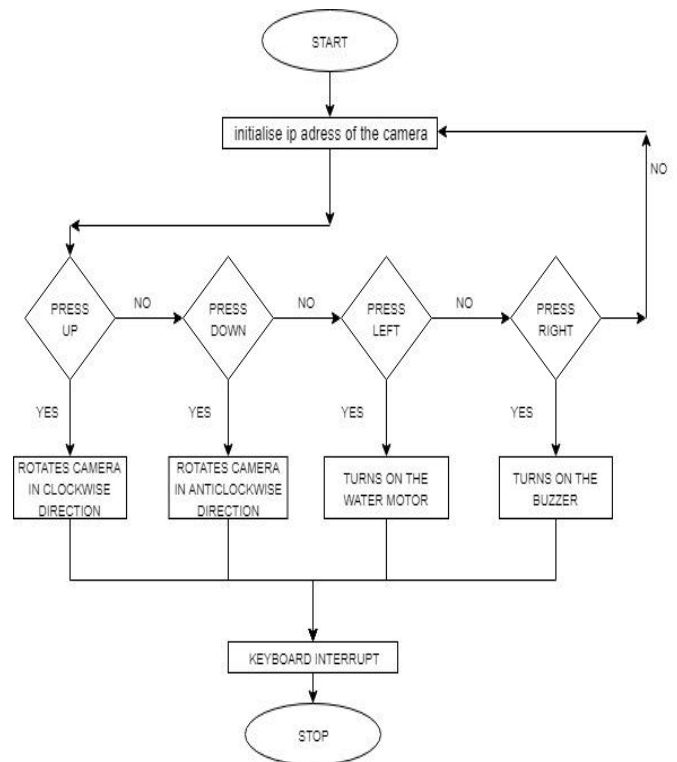 START
initialise ip adress of the camera
NO
PRESS
UP
NO
PRESS
DOWN
NO
PRESS
LEFT
NO
PRESS
RIGHT
YES
YES
YES
YES
ROTATES CAMERA
IN CLOCKWISE
DIRECTION
ROTATES CAMERA
IN ANTICLOCKWISE
DIRECTION
TURNS ON THE
WATER MOTOR
TURNS ON THE
BUZZER
KEYBOARD INTERRUPT
STOP